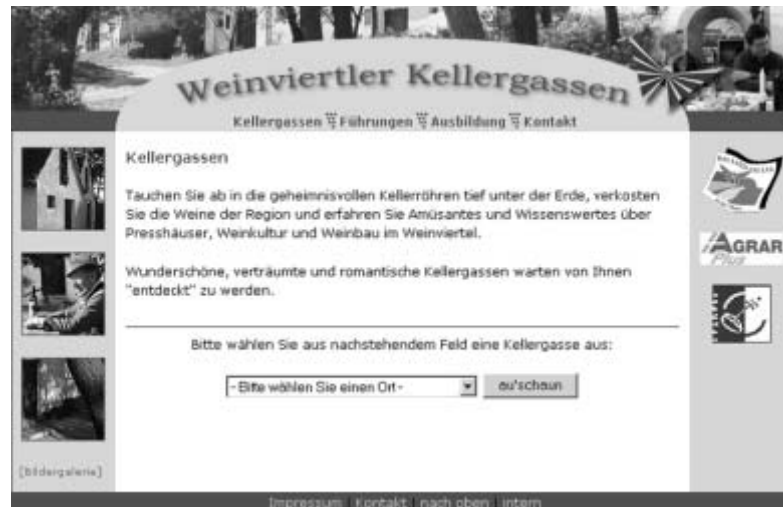 Weinviertler Kellergassen
Kellergassen Führungen Ausbildung Kontakt
Kellergassen
Tauchen Sie ab in die geheimnisvollen Kellerröhren tief unter der Erde, verkosten
Sie die Weine der Region und erfahren Sie Amüsantes und Wissenswertes über
Presshäuser, Weinkultur und Weinbau im Weinviertel.
Wunderschöne, verträumte und romantische Kellergassen warten von Ihnen
"entdeckt" zu werden.
Bitte wählen Sie aus nachstehendem Feld eine Kellergasse aus:
- Bitte wählen Sie einen Ort -
au'schaun
AGRAR
Plus
[Bildergalerie]
Impressum | Kontakt | nach oben | intern